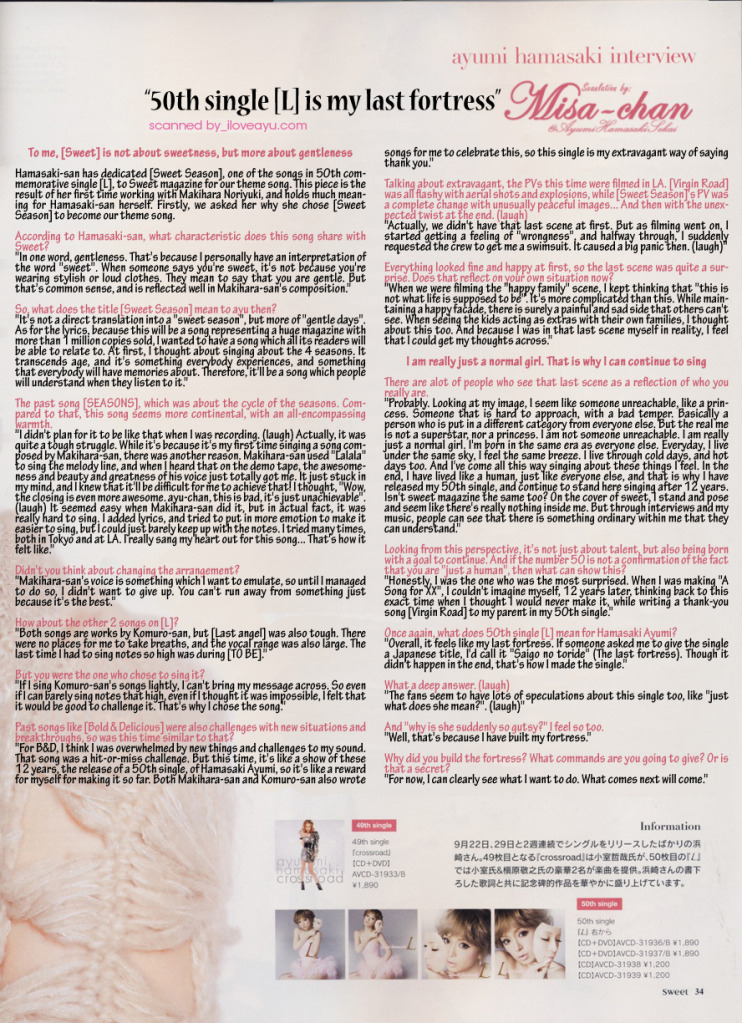 ayumi hamasaki interview
"50th single [L] is my last fortress"
scanned by_iloveayu.com
Translation by:
Misa-chan
@AyumiHamasakiSekai
To me, [Sweet] is not about sweetness, but more about gentleness
Hamasaki-san has dedicated [Sweet Season], one of the songs in 50th com-
memorative single [L], to Sweet magazine for our theme song. This piece is the
result of her first time working with Makihara Noriyuki, and holds much mean-
ing for Hamasaki-san herself. Firstly, we asked her why she chose [Sweet
Season] to become our theme song.
According to Hamasaki-san, what characteristic does this song share with
Sweet?
"In one word, gentleness. That's because I personally have an interpretation of
the word "sweet". When someone says you're sweet, it's not because you're
wearing stylish or loud clothes. They mean to say that you are gentle. But
that's common sense, and is reflected well in Makihara-san's composition."
So, what does the title [Sweet Season] mean to ayu then?
"It's not a direct translation into a "sweet season", but more of "gentle days".
As for the lyrics, because this will be a song representing a huge magazine with
more than 1 million copies sold, I wanted to have a song which all its readers will
be able to relate to. At first, I thought about singing about the 4 seasons. It
transcends age, and it's something everybody experiences, and something
that everybody will have memories about. Therefore, it'll be a song which people
will understand when they listen to it."
The past song [SEASONS], which was about the cycle of the seasons. Com-
pared to that, this song seems more continental, with an all-encompassing
warmth.
"I didn't plan for it to be like that when I was recording. (laugh) Actually, it was
quite a tough struggle. While it's because it's my first time singing a song com-
posed by Makihara-san, there was another reason. Makihara-san used "Lalala"
to sing the melody line, and when I heard that on the demo tape, the awesome-
ness and beauty and greatness of his voice just totally got me. It just stuck in
my mind, and I knew that it'll be difficult for me to achieve that! I thought, "Wow,
the closing is even more awesome. ayu-chan, this is bad, it's just unachievable".
(laugh) It seemed easy when Makihara-san did it, but in actual fact, it was
really hard to sing. I added lyrics, and tried to put in more emotion to make it
easier to sing, but I could just barely keep up with the notes. I tried many times,
both in Tokyo and at LA. I really sang my heart out for this song... That's how it
felt like."
Didn't you think about changing the arrangement?
"Makihara-san's voice is something which I want to emulate, so until I managed
to do so, I didn't want to give up. You can't run away from something just
because it's the best."
How about the other 2 songs on [L]?
"Both songs are works by Komuro-san, but [Last angel] was also tough. There
were no places for me to take breaths, and the vocal range was also large. The
last time I had to sing notes so high was during [TO BE]."
But you were the one who chose to sing it?
"If I sing Komuro-san's songs lightly, I can't bring my message across. So even
if I can barely sing notes that high, even if I thought it was impossible, I felt that
it would be good to challenge it. That's why I chose the song."
Past songs like [Bold & Delicious] were also challenges with new situations and
breakthroughs, so was this time similar to that?
"For B&D, I think I was overwhelmed by new things and challenges to my sound.
That song was a hit-or-miss challenge. But this time, it's like a show of these
12 years, the release of a 50th single, of Hamasaki Ayumi, so it's like a reward
for myself for making it so far. Both Makihara-san and Komuro-san also wrote
songs for me to celebrate this, so this single is my extravagant way of saying
thank you."
Talking about extravagant, the PVs this time were filmed in LA. [Virgin Road]
was all flashy with aerial shots and explosions, while [Sweet Season]'s PV was
a complete change with unusually peaceful images... And then with the unex-
pected twist at the end. (laugh)
"Actually, we didn't have that last scene at first. But as filming went on, I
started getting a feeling of "wrongness", and halfway through, I suddenly
requested the crew to get me a swimsuit. It caused a big panic then. (laugh)"
Everything looked fine and happy at first, so the last scene was quite a sur-
prise. Does that reflect on your own situation now?
"When we were filming the "happy family" scene, I kept thinking that "this is
not what life is supposed to be". It's more complicated than this. While main-
taining a happy facade, there is surely a painful and sad side that others can't
see. When seeing the kids acting as extras with their own families, I thought
about this too. And because I was in that last scene myself in reality, I feel
that I could get my thoughts across."
I am really just a normal girl. That is why I can continue to sing
There are alot of people who see that last scene as a reflection of who you
really are.
"Probably. Looking at my image, I seem like someone unreachable, like a prin-
cess. Someone that is hard to approach, with a bad temper. Basically a
person who is put in a different category from everyone else. But the real me
is not a superstar, nor a princess. I am not someone unreachable. I am really
just a normal girl. I'm born in the same era as everyone else. Everyday, I live
under the same sky, I feel the same breeze. I live through cold days, and hot
days too. And I've come all this way singing about these things I feel. In the
end, I have lived like a human, just like everyone else, and that is why I have
released my 50th single, and continue to stand here singing after 12 years.
Isn't sweet magazine the same too? On the cover of sweet, I stand and pose
and seem like there's really nothing inside me. But through interviews and my
music, people can see that there is something ordinary within me that they
can understand."
Looking from this perspective, it's not just about talent, but also being born
with a goal to continue. And if the number 50 is not a confirmation of the fact
that you are "just a human", then what can show this?
"Honestly, I was the one who was the most surprised. When I was making "A
Song for XX", I couldn't imagine myself, 12 years later, thinking back to this
exact time when I thought I would never make it, while writing a thank-you
song [Virgin Road] to my parent in my 50th single."
Once again, what does 50th single [L] mean for Hamasaki Ayumi?
"Overall, it feels like my last fortress. If someone asked me to give the single
a Japanese title, I'd call it "Saigo no toride" (The last fortress). Though it
didn't happen in the end, that's how I made the single."
What a deep answer. (laugh)
"The fans seem to have lots of speculations about this single too, like "just
what does she mean?". (laugh)"
And "why is she suddenly so gutsy?" I feel so too.
"Well, that's because I have built my fortress."
Why did you build the fortress? What commands are you going to give? Or is
that a secret?
"For now, I can clearly see what I want to do. What comes next will come."
ayumi
hamasaki
crossroad
49th single
49th single
『crossroad』
【CD+DVD】
AVCD-31933/B
¥1,890
Information
9月22日、29日と2週連続でシングルをリリースしたばかりの浜
崎さん。49枚目となる『crossroad』は小室哲哉氏が、50枚目の『L』
では小室氏&槇原敬之氏の豪華2名が楽曲を提供。浜崎さんの書下
ろした歌詞と共に記念碑的作品を華やかに盛り上げています。
50th single
50th single
『L』 右から
【CD+DVD】AVCD-31936/B ¥1,890
【CD+DVD】AVCD-31937/B ¥1,890
【CD】AVCD-31938 ¥1,200
【CD】AVCD-31939 ¥1,200
L
L
L
L
Sweet 34